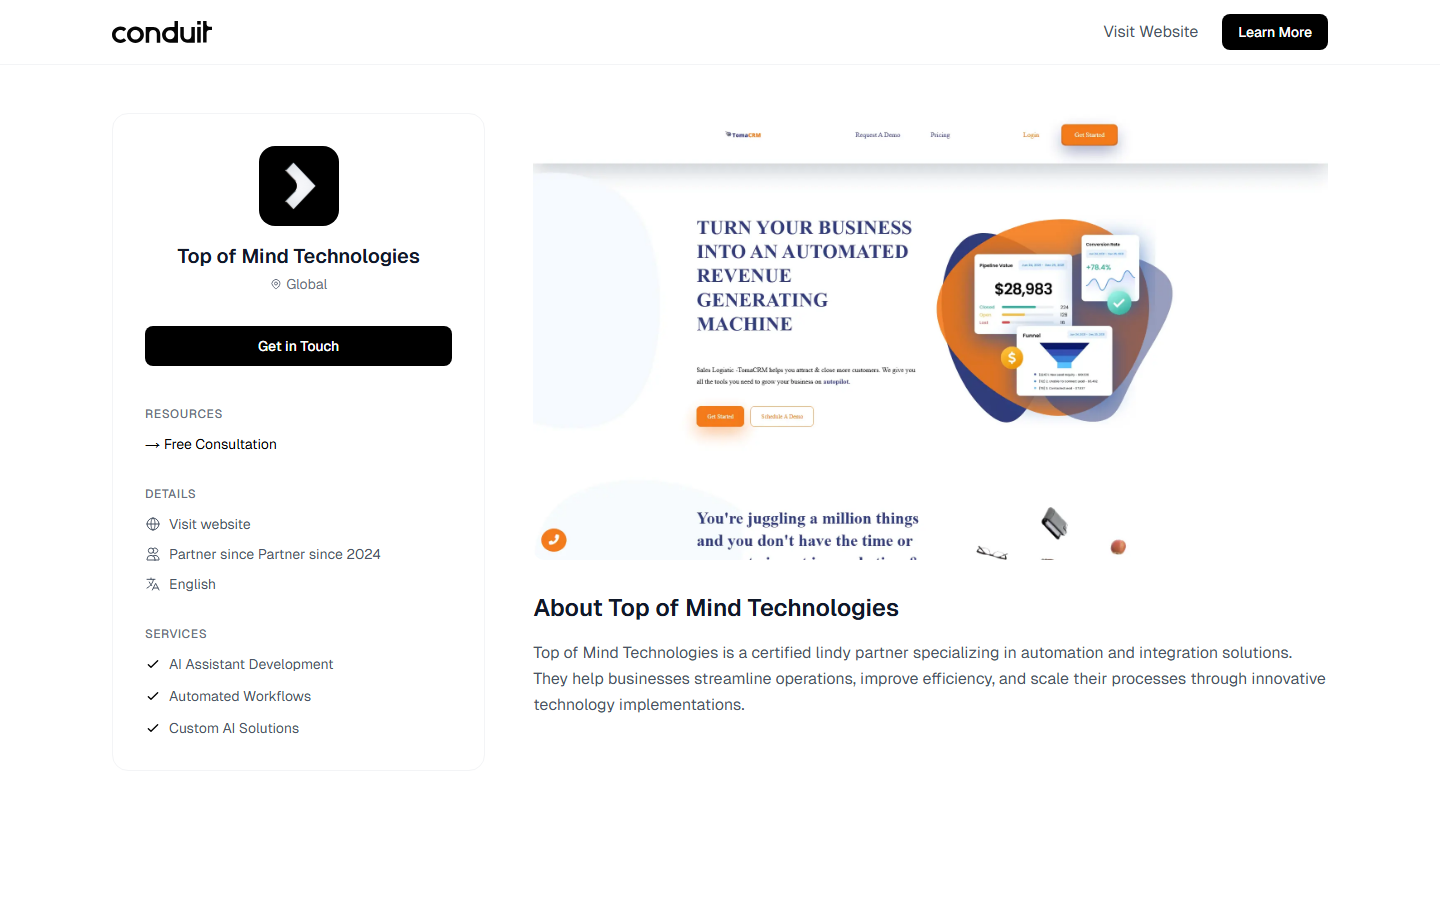 conduit
Visit Website
Learn More
Top of Mind Technologies
Global
Get in Touch
RESOURCES
→ Free Consultation
DETAILS
Visit website
Partner since Partner since 2024
English
SERVICES
AI Assistant Development
Automated Workflows
Custom AI Solutions
TomaCRM
Request A Demo
Pricing
Login
Get Started
TURN YOUR BUSINESS
INTO AN AUTOMATED
REVENUE
GENERATING
MACHINE
Sales Logistic -TomaCRM helps you attract & close more customers. We give you
all the tools you need to grow your business on autopilot.
Get Started
Schedule A Demo
Conversion Rate
+78.4%
Pipeline Value
$28,983
Closed
Open
Lost
Funnel
$
You're juggling a million things
and you don't have the time or
About Top of Mind Technologies
Top of Mind Technologies is a certified lindy partner specializing in automation and integration solutions.
They help businesses streamline operations, improve efficiency, and scale their processes through innovative
technology implementations.